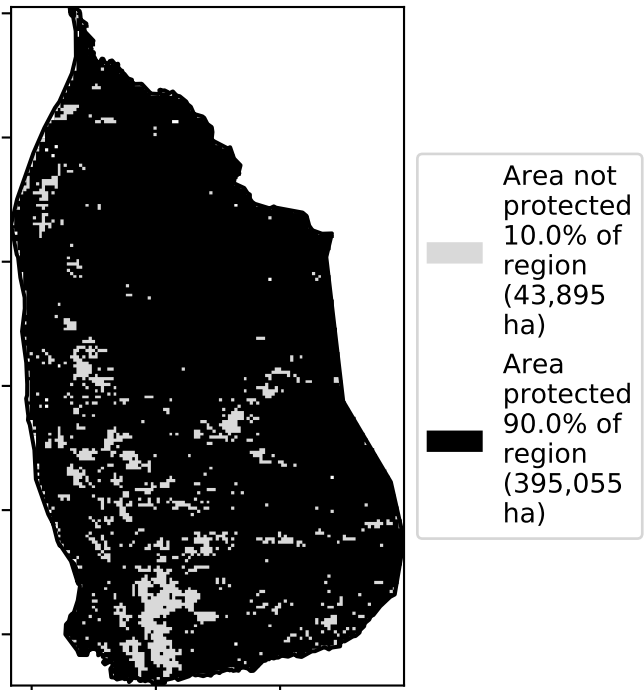 Area not
protected
10.0% of
region
(43,895
ha)
Area
protected
90.0% of
region
(395,055
ha)